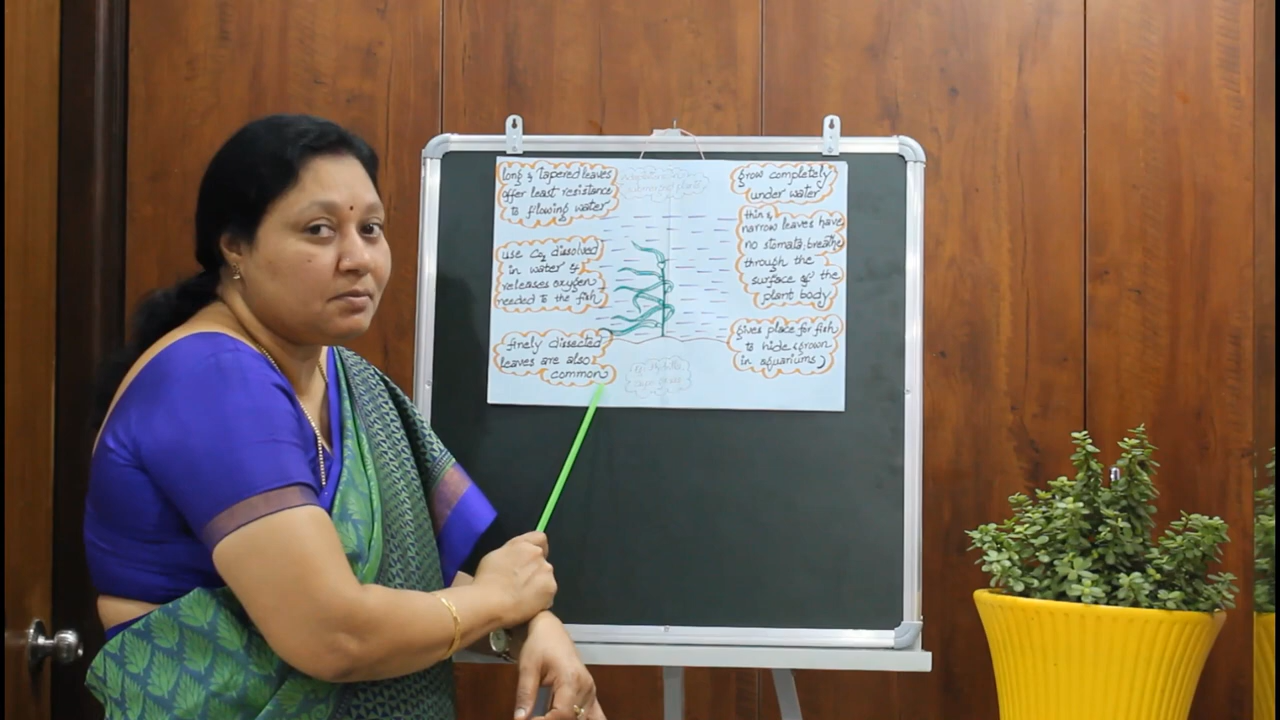 long & tapered leaves
offer least resistance
to flowing water
use CO2 dissolved
in water &
releases oxygen
needed to the fish
finely dissected
leaves are also
common
submerged plants
grow completely
under water
thin &
narrow leaves have
no stomata, breathe
through the
surface of the
plant body
gives place for fish
to hide (grown
in aquariums)